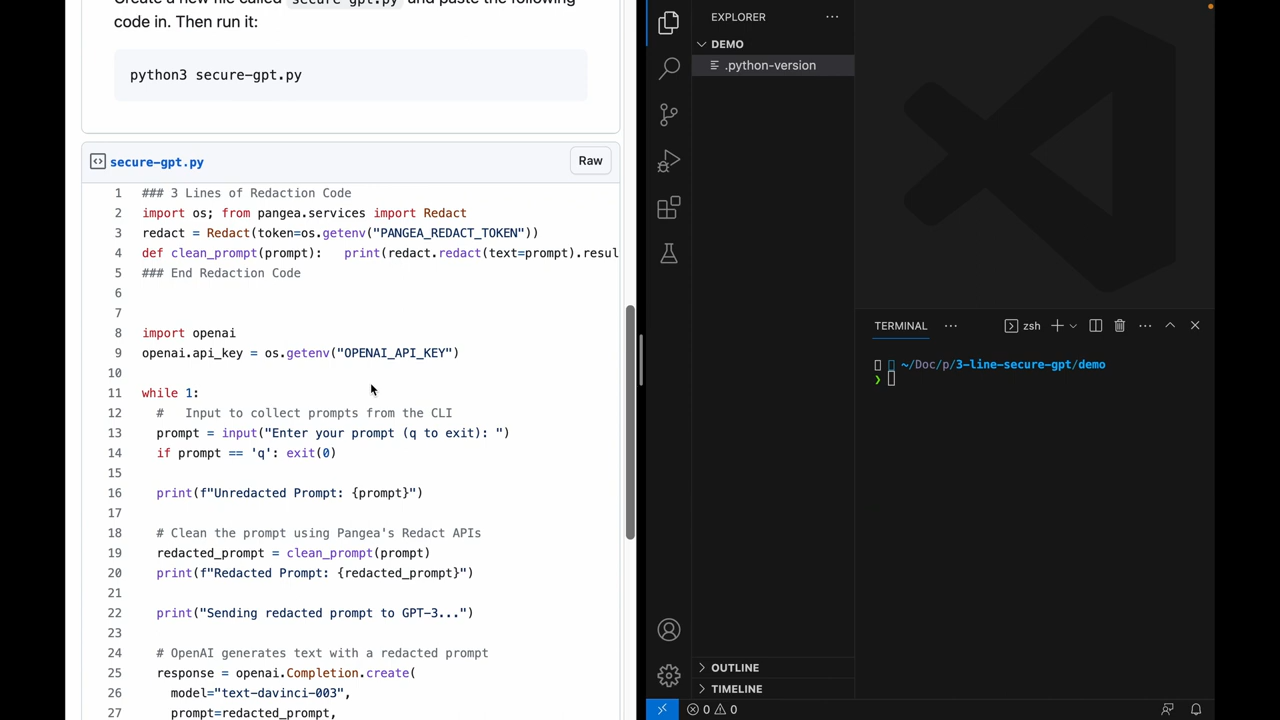 Create a new file called secure-gpt.py and paste the following
code in. Then run it:
python3 secure-gpt.py
secure-gpt.py
Raw
1 ### 3 Lines of Redaction Code
2 import os; from pangea.services import Redact
3 redact = Redact(token=os.getenv("PANGEA_REDACT_TOKEN"))
4 def clean_prompt(prompt):   print(redact.redact(text=prompt).resul
5 ### End Redaction Code
6
7
8 import openai
9 openai.api_key = os.getenv("OPENAI_API_KEY")
10
11 while 1:
12   #   Input to collect prompts from the CLI
13   prompt = input("Enter your prompt (q to exit): ")
14   if prompt == 'q': exit(0)
15
16   print(f"Unredacted Prompt: {prompt}")
17
18   # Clean the prompt using Pangea's Redact APIs
19   redacted_prompt = clean_prompt(prompt)
20   print(f"Redacted Prompt: {redacted_prompt}")
21
22   print("Sending redacted prompt to GPT-3...")
23
24   # OpenAI generates text with a redacted prompt
25   response = openai.Completion.create(
26     model="text-davinci-003",
27     prompt=redacted_prompt,
EXPLORER
DEMO
.python-version
OUTLINE
TIMELINE
TERMINAL
zsh
~/Doc/p/3-line-secure-gpt/demo
❯
0 0